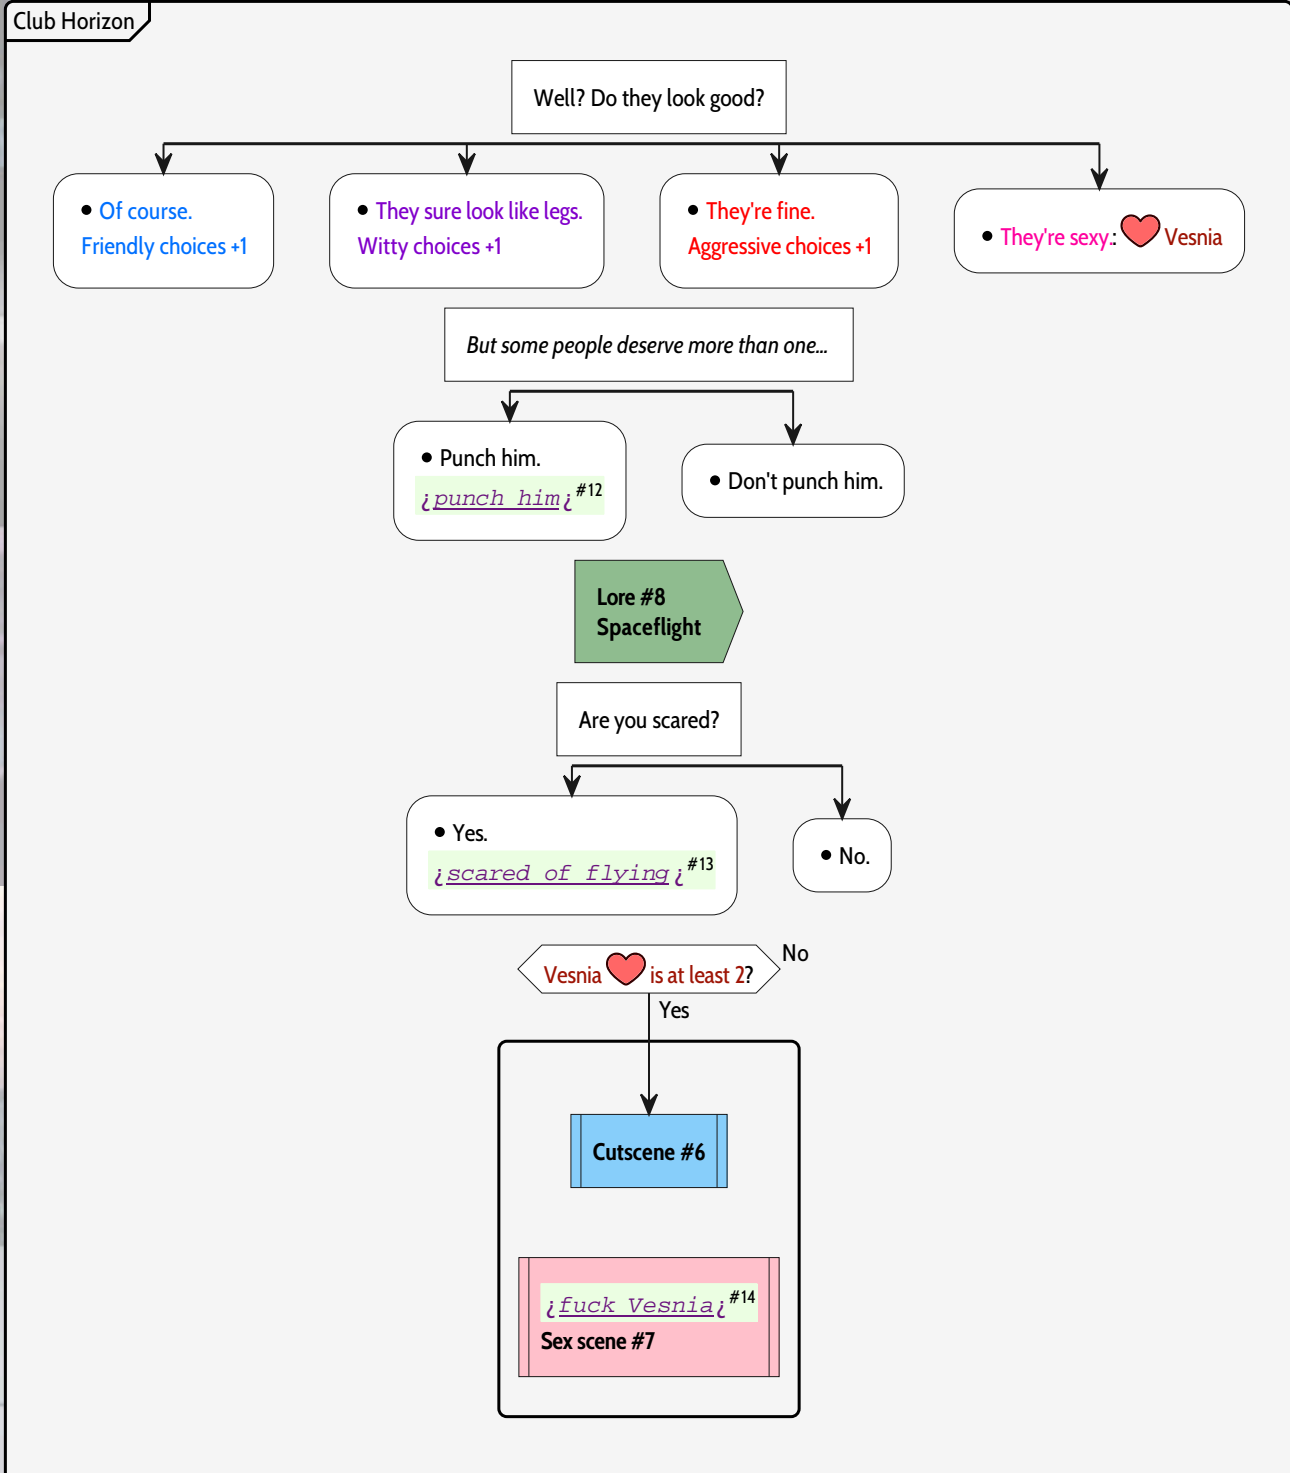 Club Horizon
Well? Do they look good?
• Of course.
Friendly choices +1
• They sure look like legs.
Witty choices +1
• They're fine.
Aggressive choices +1
• They're sexy.: Vesnia
But some people deserve more than one...
• Punch him.
¿punch him¿#12
• Don't punch him.
Lore #8
Spaceflight
Are you scared?
• Yes.
¿scared of flying¿#13
• No.
Vesnia is at least 2?
No
Yes
Cutscene #6
¿fuck Vesnia¿#14
Sex scene #7